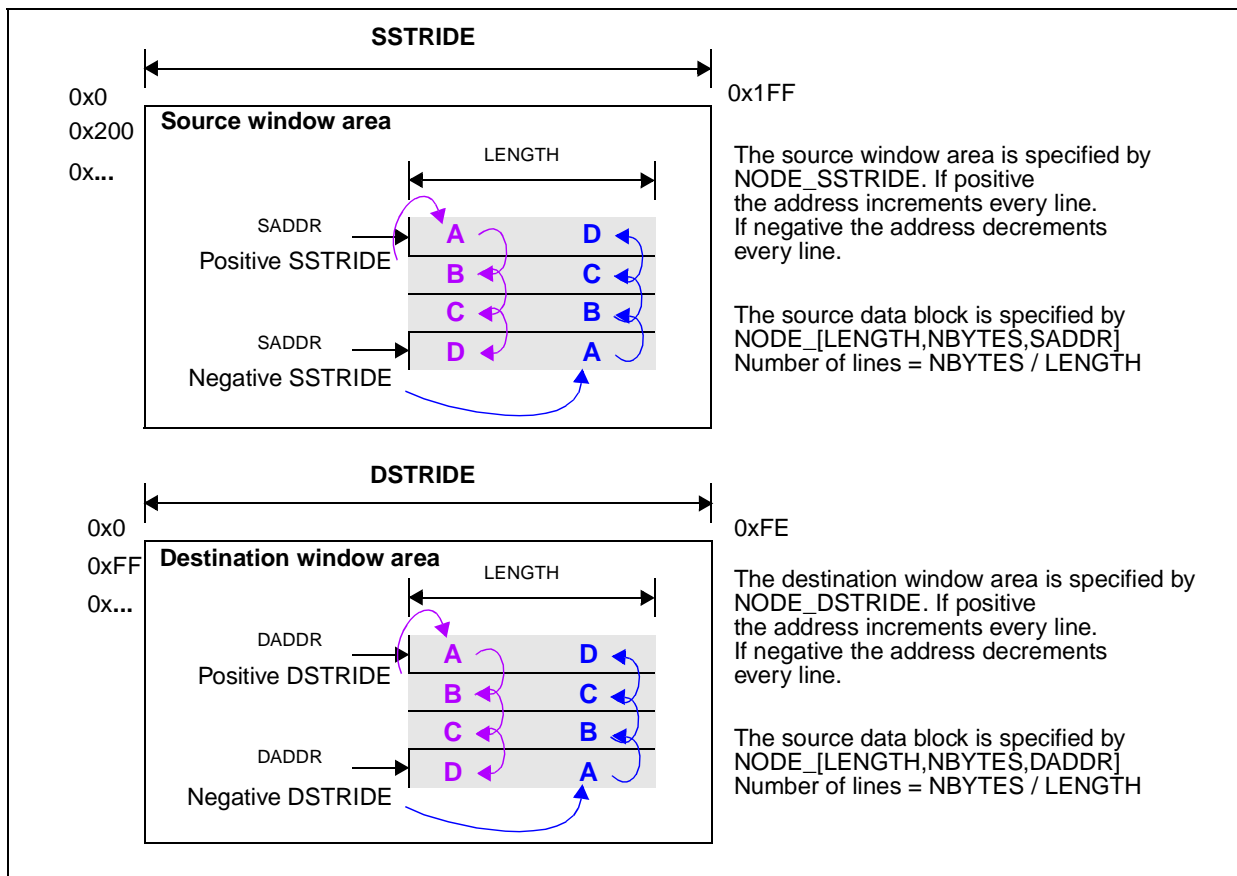 SSTRIDE
0x0
0x1FF
0x200
Source window area
0x...
LENGTH
The source window area is specified by
NODE_SSTRIDE. If positive
the address increments every line.
If negative the address decrements
every line.
SADDR
Positive SSTRIDE
A D
B C
C B
D A
SADDR
Negative SSTRIDE
The source data block is specified by
NODE_[LENGTH,NBYTES,SADDR]
Number of lines = NBYTES / LENGTH
DSTRIDE
0x0
0xFE
0xFF
Destination window area
0x...
LENGTH
The destination window area is specified by
NODE_DSTRIDE. If positive
the address increments every line.
If negative the address decrements
every line.
DADDR
Positive DSTRIDE
A D
B C
C B
D A
DADDR
Negative DSTRIDE
The source data block is specified by
NODE_[LENGTH,NBYTES,DADDR]
Number of lines = NBYTES / LENGTH